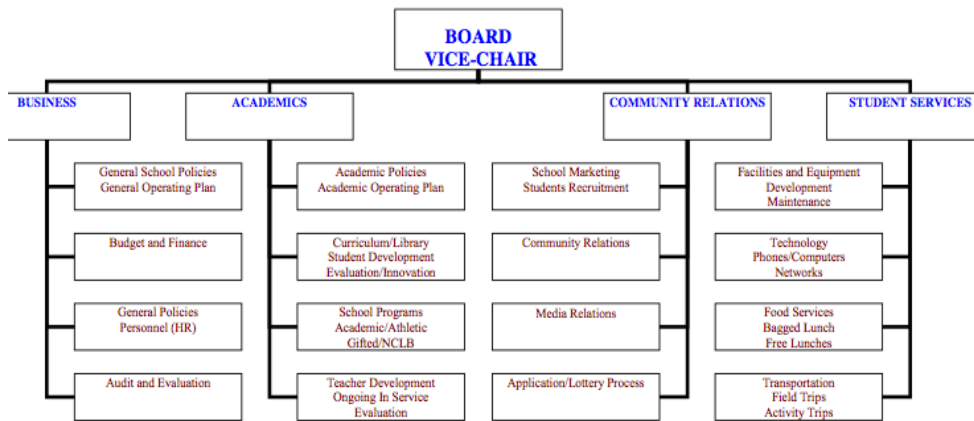 BOARD
VICE-CHAIR
BUSINESS
ACADEMICS
COMMUNITY RELATIONS
STUDENT SERVICES
General School Policies
General Operating Plan
Academic Policies
Academic Operating Plan
School Marketing
Students Recruitment
Facilities and Equipment
Development
Maintenance
Budget and Finance
Curriculum/Library
Student Development
Evaluation/Innovation
Community Relations
Technology
Phones/Computers
Networks
General Policies
Personnel (HR)
School Programs
Academic/Athletic
Gifted/NCLB
Media Relations
Food Services
Bagged Lunch
Free Lunches
Audit and Evaluation
Teacher Development
Ongoing In Service
Evaluation
Application/Lottery Process
Transportation
Field Trips
Activity Trips